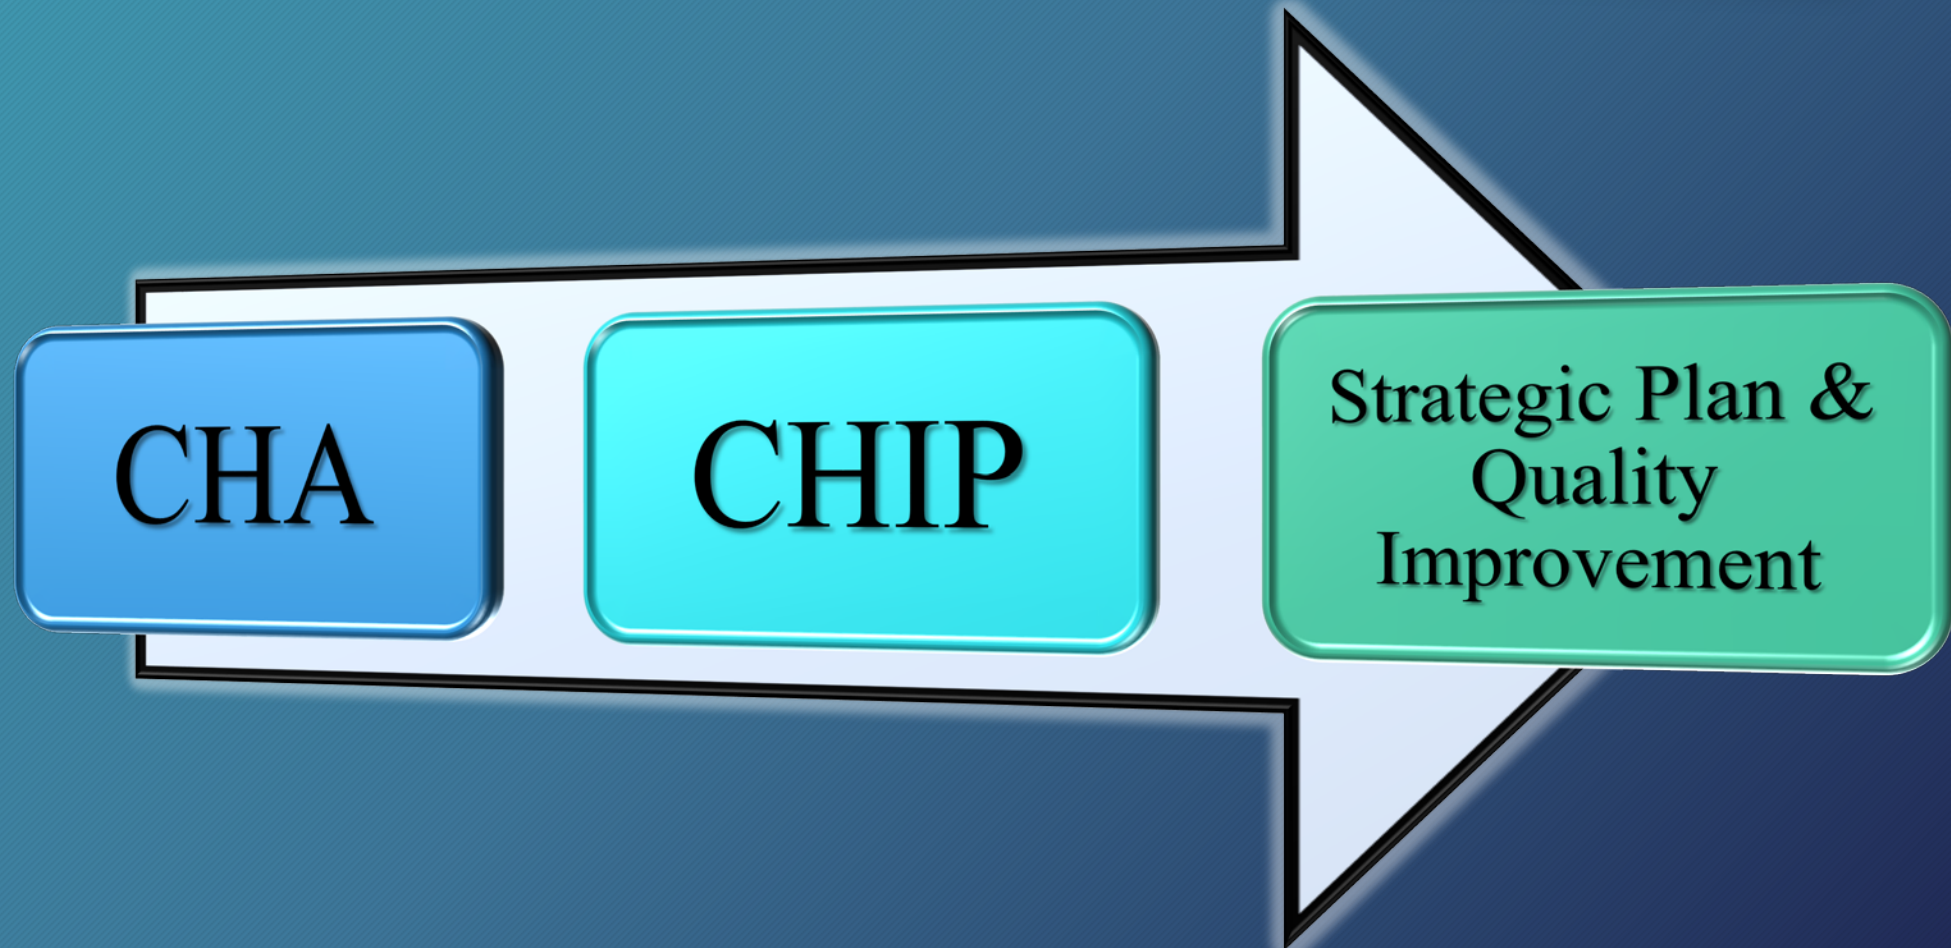 CHA
CHIP
Strategic Plan &
Quality
Improvement